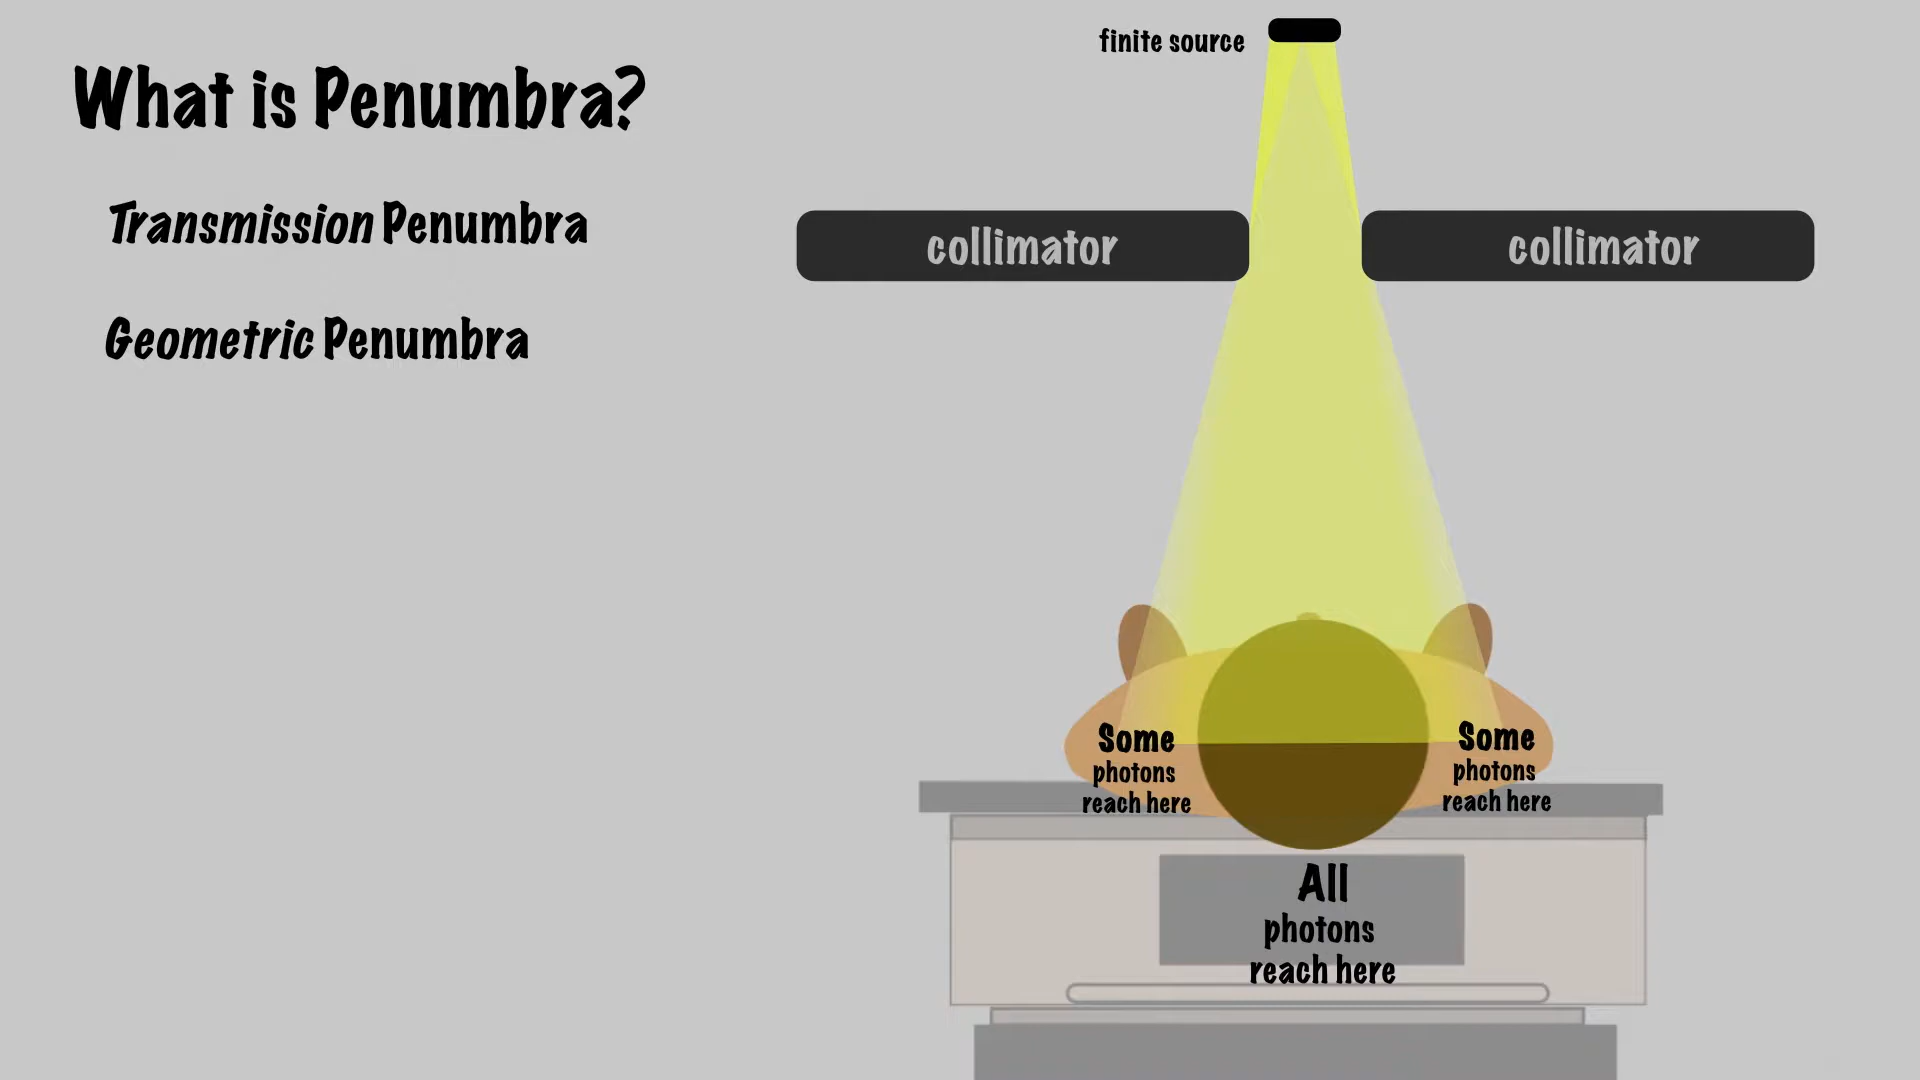 What is Penumbra?
Transmission Penumbra
Geometric Penumbra
finite source
collimator
collimator
Some
photons
reach here
Some
photons
reach here
All
photons
reach here